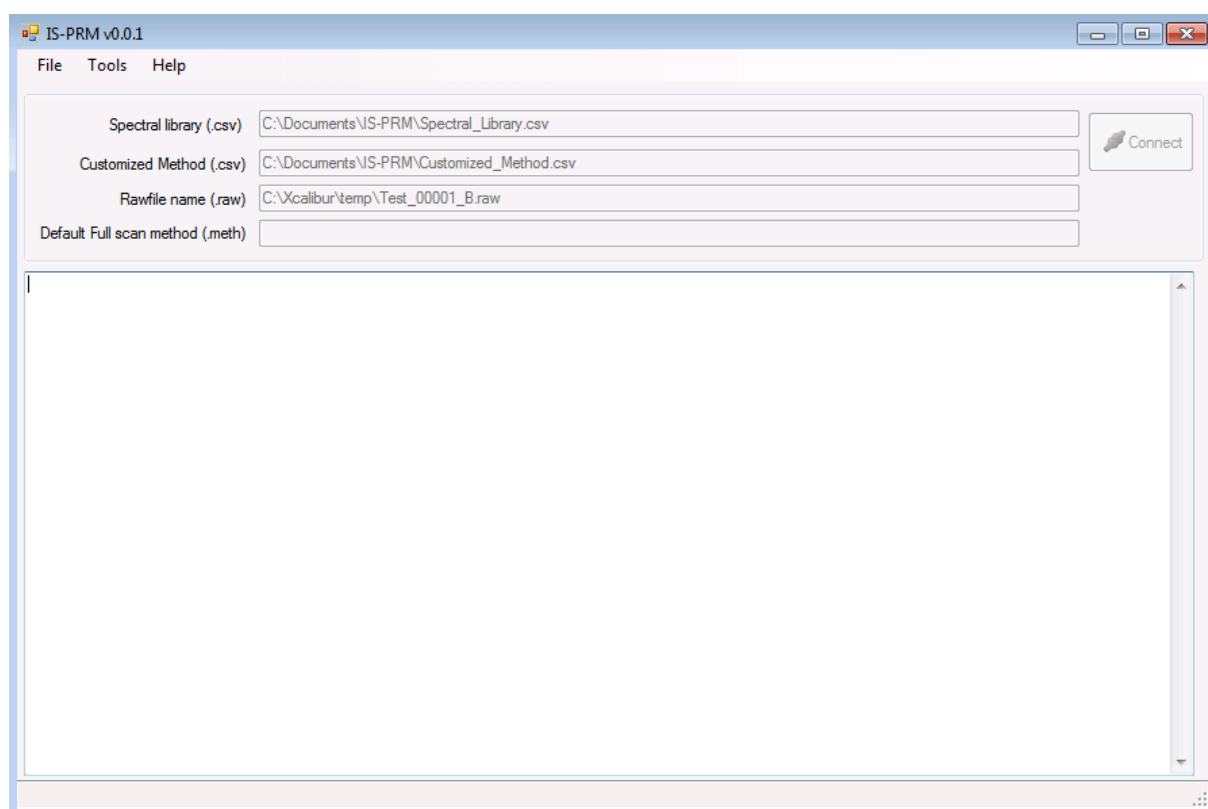 IS-PRM v0.0.1
File Tools Help
Spectral library (.csv) C:\Documents\IS-PRM\Spectral_Library.csv
Connect
Customized Method (.csv) C:\Documents\IS-PRM\Customized_Method.csv
Rawfile name (.raw) C:\Xcalibur\temp\Test_00001_B.raw
Default Full scan method (.meth)